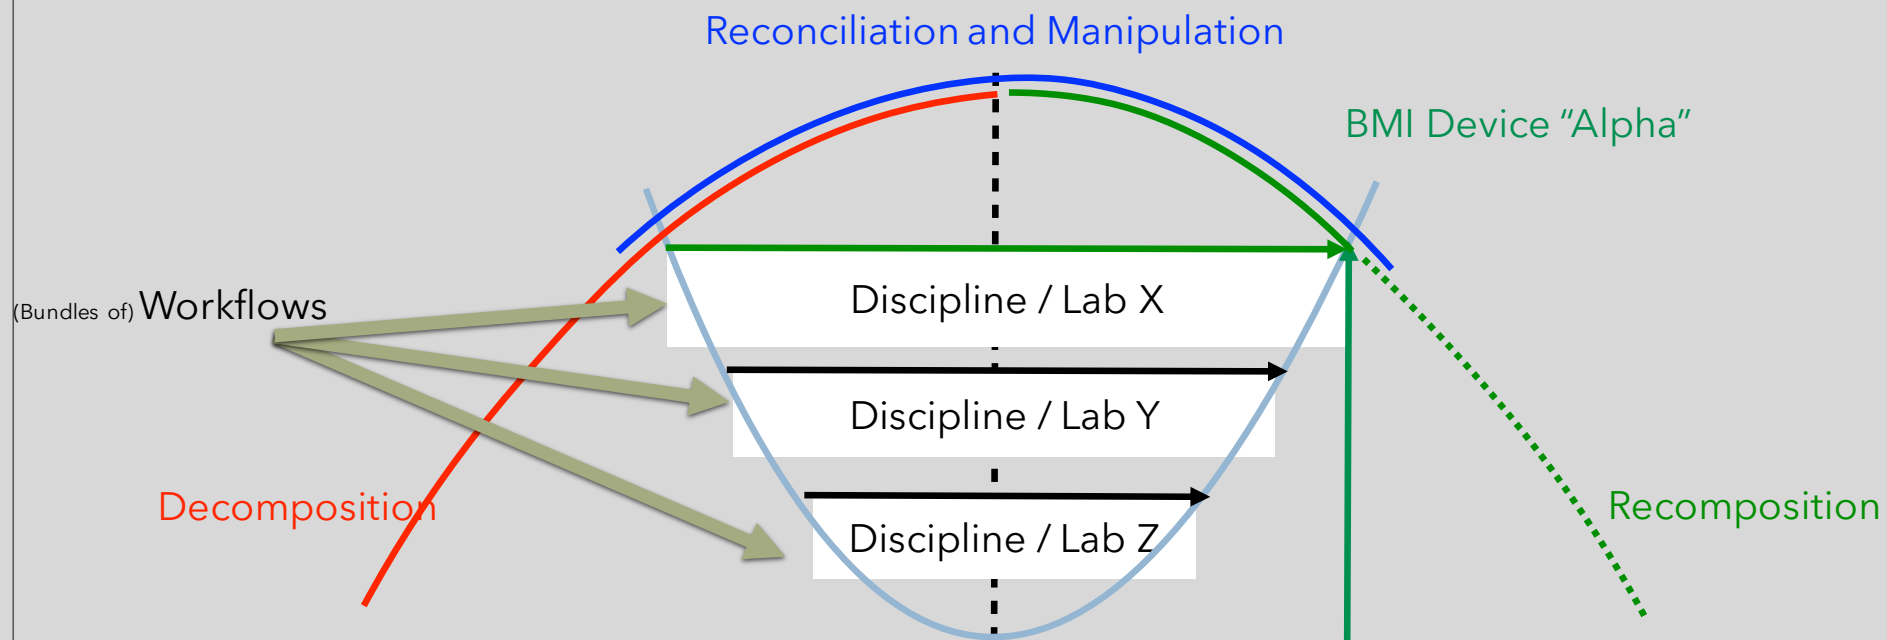 Reconciliation and Manipulation
BMI Device “Alpha”
(Bundles of) Workflows
Discipline / Lab X
Discipline / Lab Y
Decomposition
Recomposition
Discipline / Lab Z